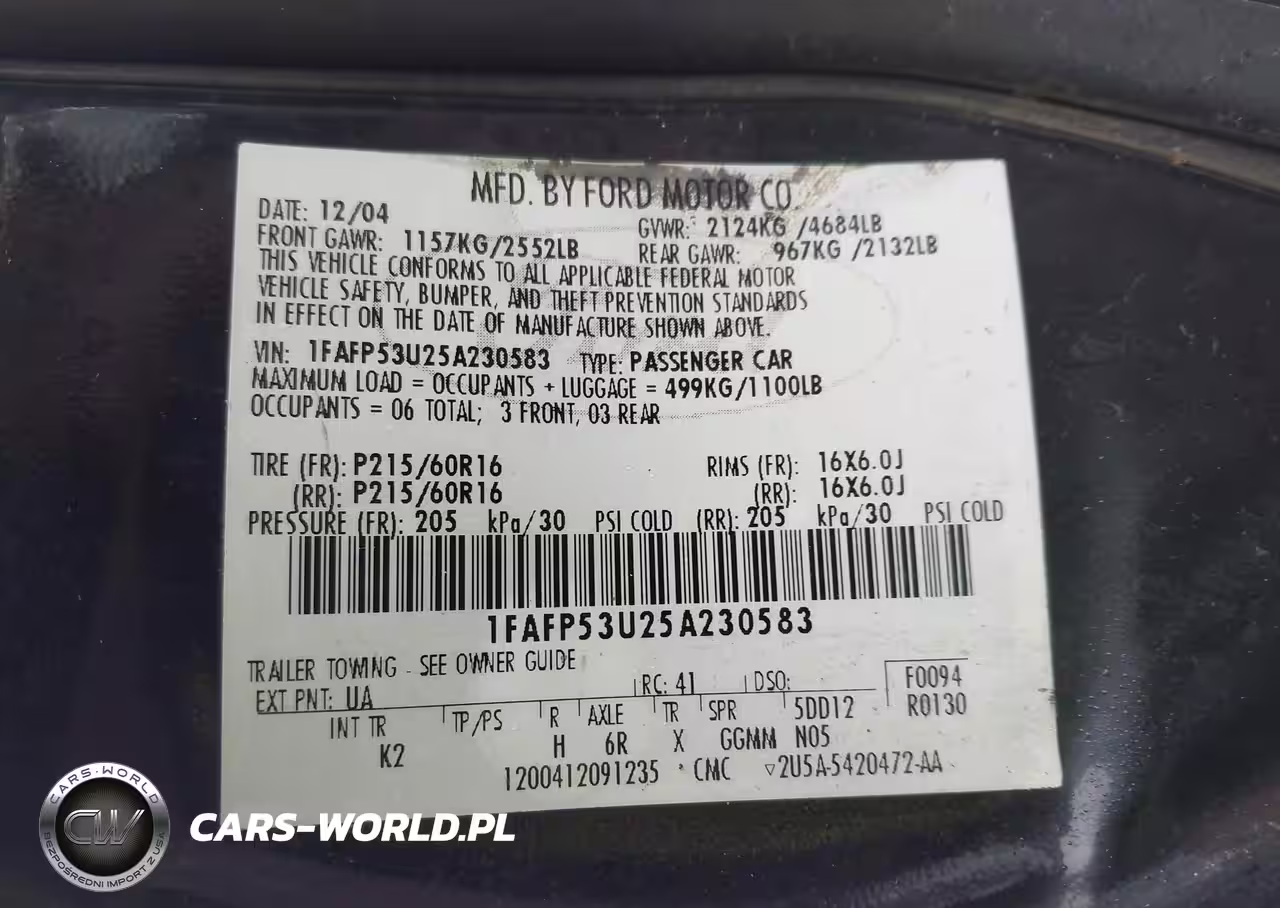 MFD. BY FORD MOTOR CO.
DATE: 12/04 GVWR: 2124KG /4684LB
FRONT GAWR: 1157KG/2552LB REAR GAWR: 967KG /2132LB
THIS VEHICLE CONFORMS TO ALL APPLICABLE FEDERAL MOTOR
VEHICLE SAFETY, BUMPER, AND THEFT PREVENTION STANDARDS
IN EFFECT ON THE DATE OF MANUFACTURE SHOWN ABOVE.
VIN: 1FAFP53U25A230583 TYPE: PASSENGER CAR
MAXIMUM LOAD = OCCUPANTS + LUGGAGE = 499KG/1100LB
OCCUPANTS = 06 TOTAL; 3 FRONT, 03 REAR
TIRE (FR): P215/60R16 RIMS (FR): 16X6.0J
(RR): P215/60R16 (RR): 16X6.0J
PRESSURE (FR): 205 kPa/30 PSI COLD (RR): 205 kPa/30 PSI COLD
1FAFP53U25A230583
TRAILER TOWING - SEE OWNER GUIDE
EXT PNT: UA RC: 41 DSO: F0094
INT TR TP/PS R AXLE TR SPR 5DD12 R0130
K2 H 6R X GGMM N05
1200412091235 CMC ▽2U5A-5420472-AA
CARS-WORLD
CW
BEZPOŚREDNI IMPORT Z USA
CARS-WORLD.PL